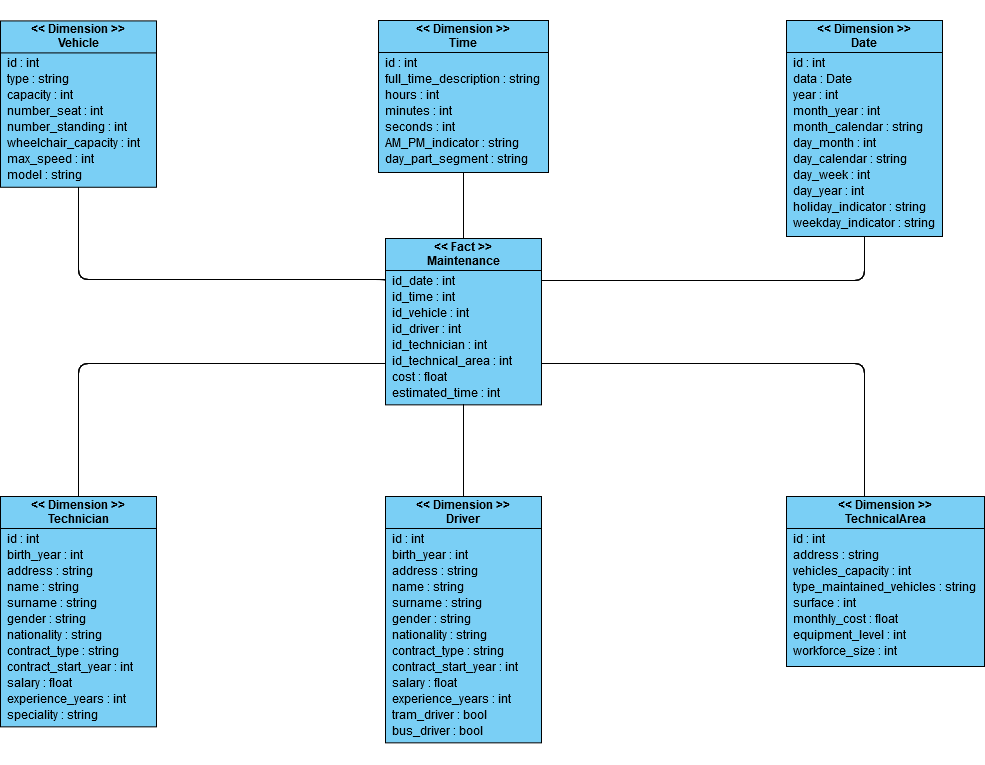 << Dimension >>
Vehicle
id : int
type : string
capacity : int
number_seat : int
number_standing : int
wheelchair_capacity : int
max_speed : int
model : string
<< Dimension >>
Time
id : int
full_time_description : string
hours : int
minutes : int
seconds : int
AM_PM_indicator : string
day_part_segment : string
<< Dimension >>
Date
id : int
data : Date
year : int
month_year : int
month_calendar : string
day_month : int
day_calendar : string
day_week : int
day_year : int
holiday_indicator : string
weekday_indicator : string
<< Fact >>
Maintenance
id_date : int
id_time : int
id_vehicle : int
id_driver : int
id_technician : int
id_technical_area : int
cost : float
estimated_time : int
<< Dimension >>
Technician
id : int
birth_year : int
address : string
name : string
surname : string
gender : string
nationality : string
contract_type : string
contract_start_year : int
salary : float
experience_years : int
speciality : string
<< Dimension >>
Driver
id : int
birth_year : int
address : string
name : string
surname : string
gender : string
nationality : string
contract_type : string
contract_start_year : int
salary : float
experience_years : int
tram_driver : bool
bus_driver : bool
<< Dimension >>
TechnicalArea
id : int
address : string
vehicles_capacity : int
type_maintained_vehicles : string
surface : int
monthly_cost : float
equipment_level : int
workforce_size : int